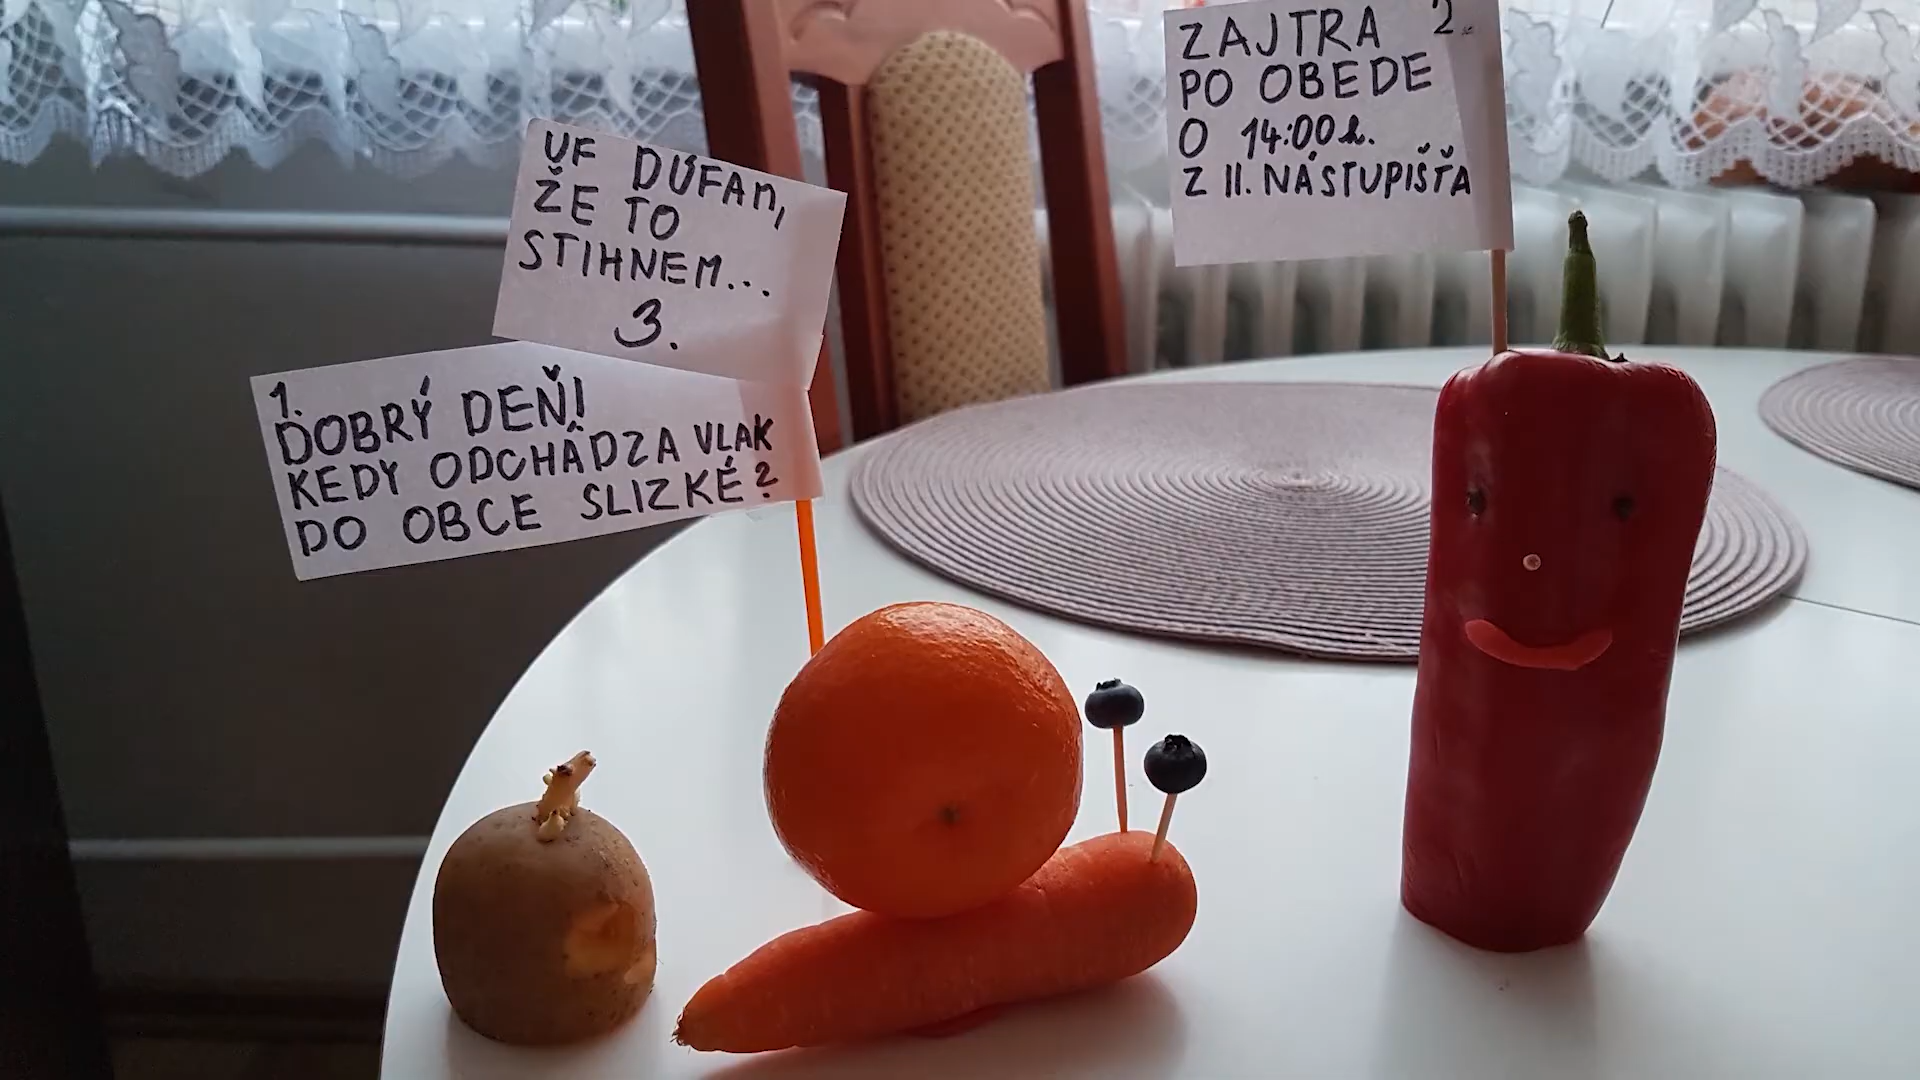 1.
DOBRÝ DEŇ!
KEDY ODCHÁDZA VLAK
DO OBCE SLIZKÉ?
ZAJTRA 2.
PO OBEDE
O 14:00 h.
Z II. NÁSTUPIŠŤA
UF DÚFAM,
ŽE TO
STIHNEM...
3.